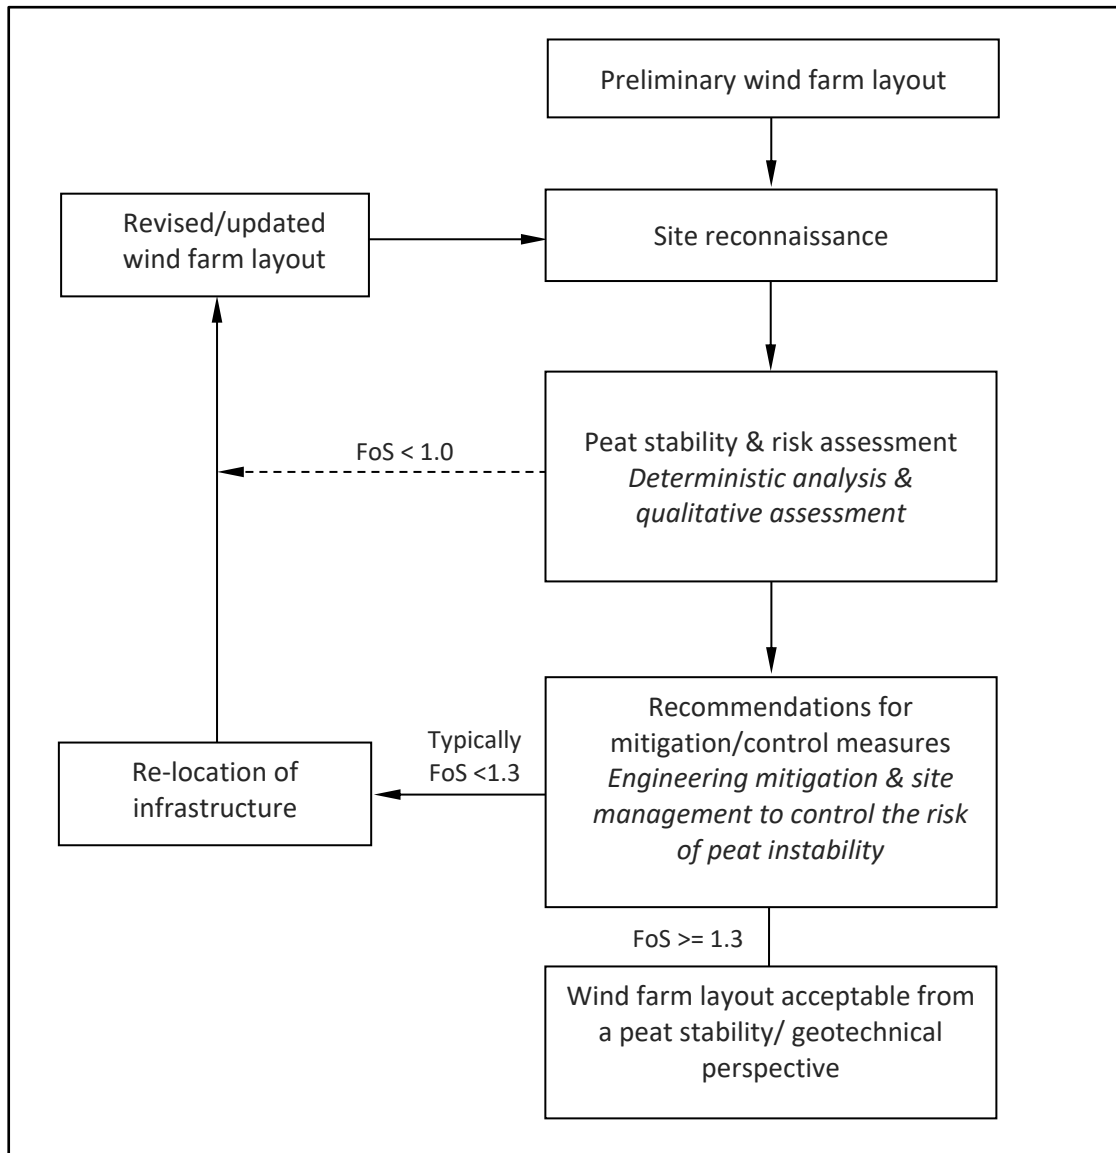 Preliminary wind farm layout
Revised/updated
wind farm layout
Site reconnaissance
FoS < 1.0
Peat stability & risk assessment
Deterministic analysis &
qualitative assessment
Typically
FoS <1.3
Re-location of
infrastructure
Recommendations for
mitigation/control measures
Engineering mitigation & site
management to control the risk
of peat instability
FoS >= 1.3
Wind farm layout acceptable from
a peat stability/ geotechnical
perspective